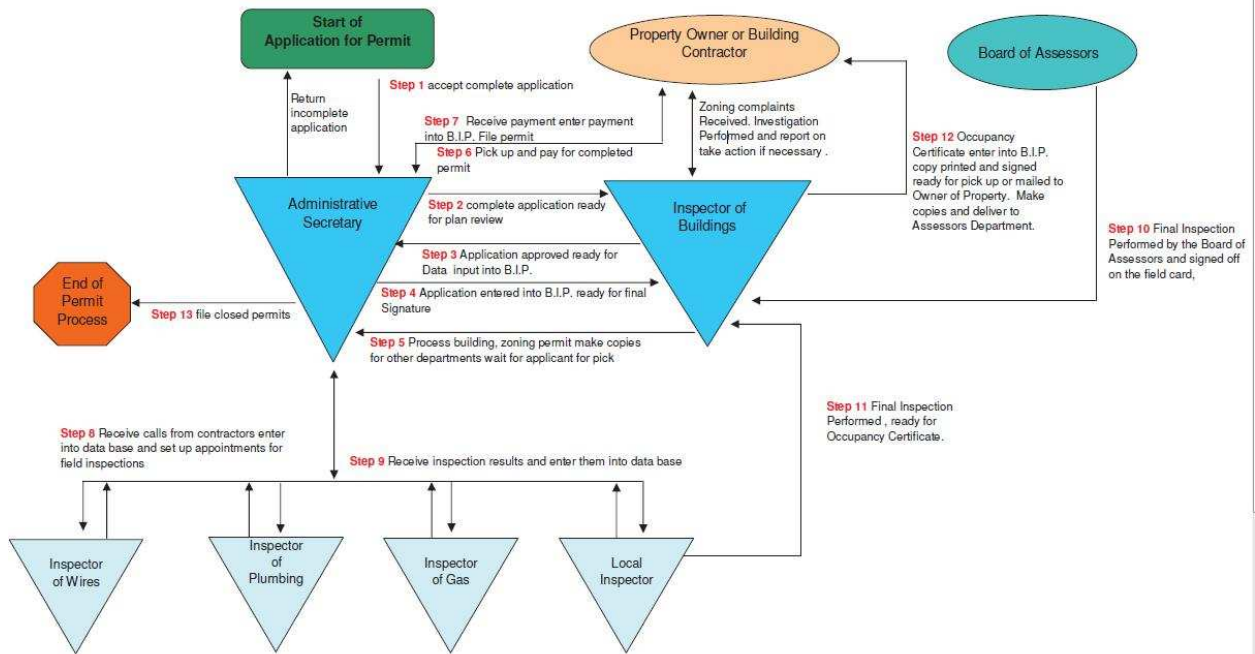 Start of
Application for Permit
Property Owner or Building
Contractor
Board of Assessors
Return
incomplete
application
Step 1 accept complete application
Step 7 Receive payment enter payment
into B.I.P. File permit
Step 6 Pick up and pay for completed
permit
Zoning complaints
Received. Investigation
Performed and report on
take action if necessary .
Step 12 Occupancy
Certificate enter into B.I.P.
copy printed and signed
ready for pick up or mailed to
Owner of Property. Make
copies and deliver to
Assessors Department.
Administrative
Secretary
Step 2 complete application ready
for plan review
Inspector of
Buildings
Step 3 Application approved ready for
Data input into B.I.P.
Step 10 Final Inspection
Performed by the Board of
Assessors and signed off
on the field card,
End of
Permit
Process
Step 4 Application entered into B.I.P. ready for final
Signature
Step 13 file closed permits
Step 5 Process building, zoning permit make copies
for other departments wait for applicant for pick
Step 11 Final Inspection
Performed , ready for
Occupancy Certificate.
Step 8 Receive calls from contractors enter
into data base and set up appointments for
field inspections
Step 9 Receive inspection results and enter them into data base
Inspector
of Wires
Inspector
of
Plumbing
Inspector
of Gas
Local
Inspector